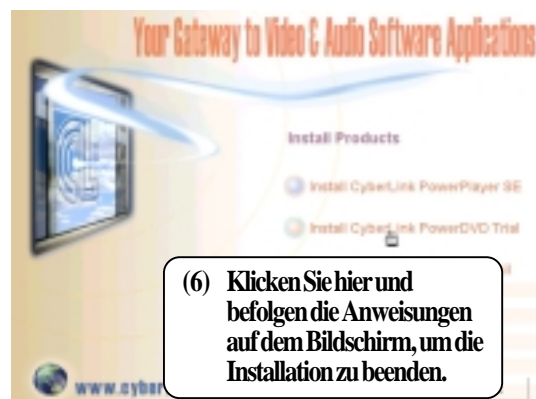 Your Gateway to Video & Audio Software Applications
Install Products
Install CyberLink PowerPlayer SE
Install CyberLink PowerDVD Trial
(6) Klicken Sie hier und
befolgen die Anweisungen
auf dem Bildschirm, um die
Installation zu beenden.
www.cyber